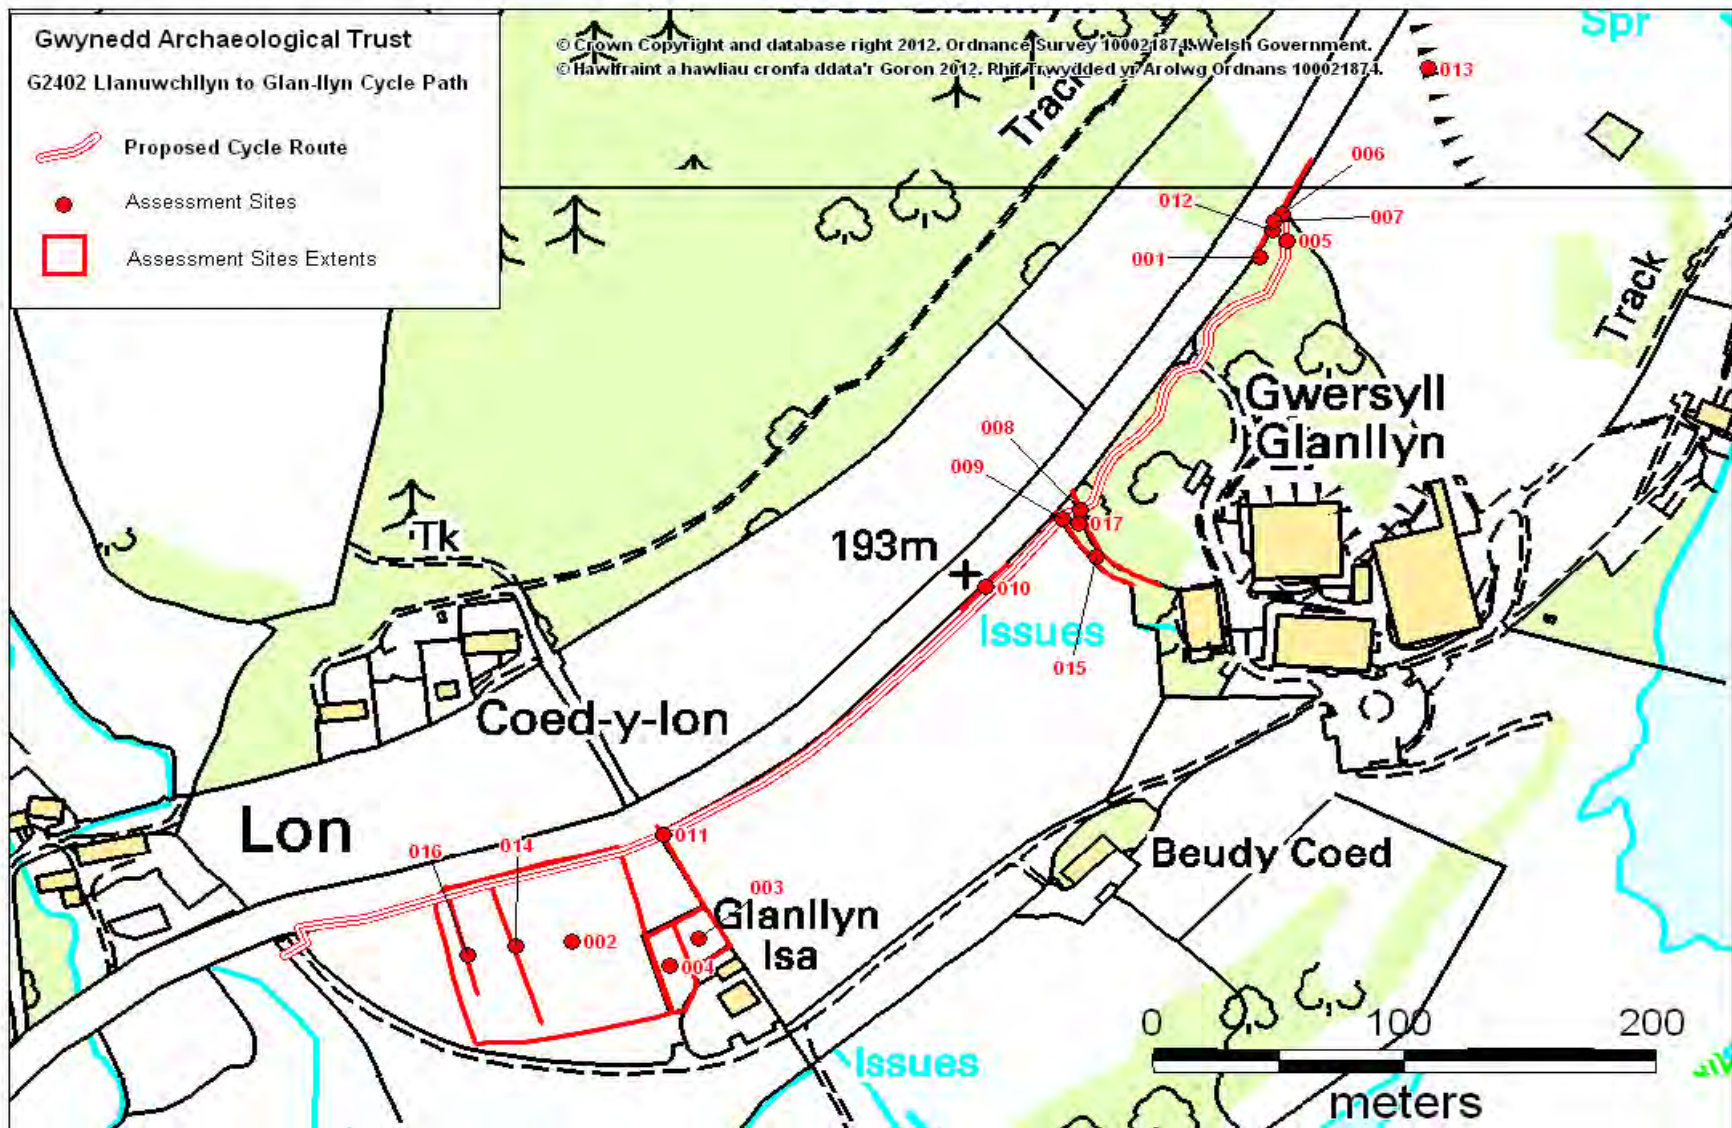 Gwynedd Archaeological Trust
G2402 Llanuwchllyn to Glan-llyn Cycle Path
Proposed Cycle Route
Assessment Sites
Assessment Sites Extents
© Crown Copyright and database right 2012. Ordnance Survey 100021874. Welsh Government.
© Hawlfraint a hawliau cronfa ddata'r Goron 2012. Rhif Trwydded yr Arolwg Ordnans 100021874.
Spr
013
Track
006
012
007
005
001
Track
Gwersyll
Glanllyn
008
009
017
Tk
193m
010
Issues
015
Coed-y-lon
Lon
011
016
014
Beudy Coed
003
Glanllyn
Isa
002
004
0 100 200
Issues
meters